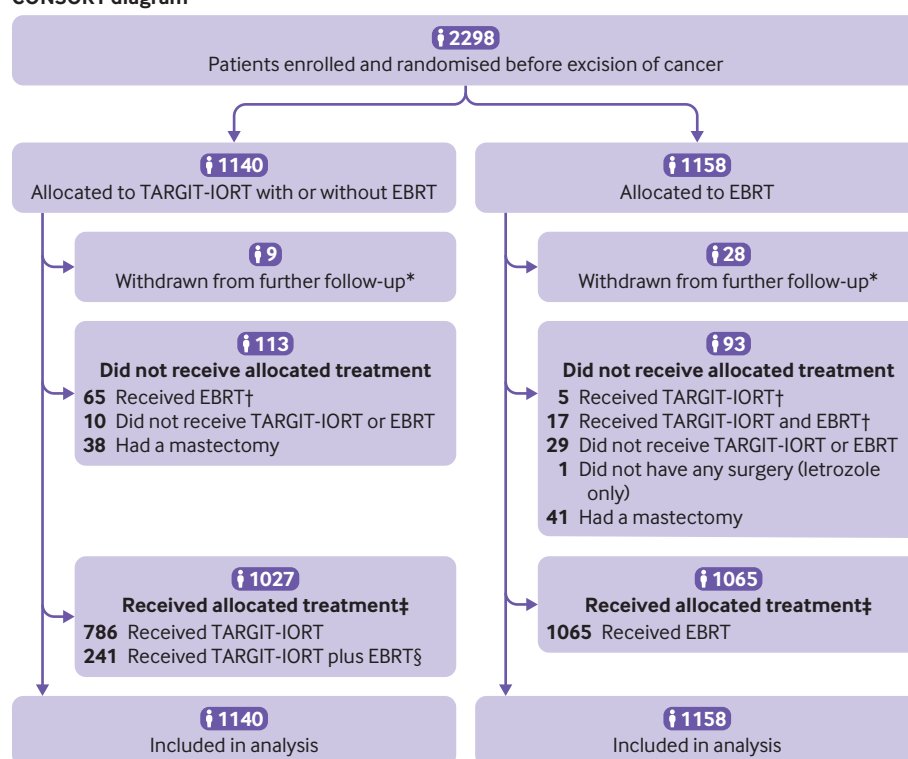 CONSORT diagram
2298
Patients enrolled and randomised before excision of cancer
1140
Allocated to TARGIT-IORT with or without EBRT
9
Withdrawn from further follow-up*
113
Did not receive allocated treatment
65 Received EBRT†
10 Did not receive TARGIT-IORT or EBRT
38 Had a mastectomy
1027
Received allocated treatment‡
786 Received TARGIT-IORT
241 Received TARGIT-IORT plus EBRT§
1140
Included in analysis
1158
Allocated to EBRT
28
Withdrawn from further follow-up*
93
Did not receive allocated treatment
5 Received TARGIT-IORT†
17 Received TARGIT-IORT and EBRT†
29 Did not receive TARGIT-IORT or EBRT
1 Did not have any surgery (letrozole
only)
41 Had a mastectomy
1065
Received allocated treatment‡
1065 Received EBRT
1158
Included in analysis